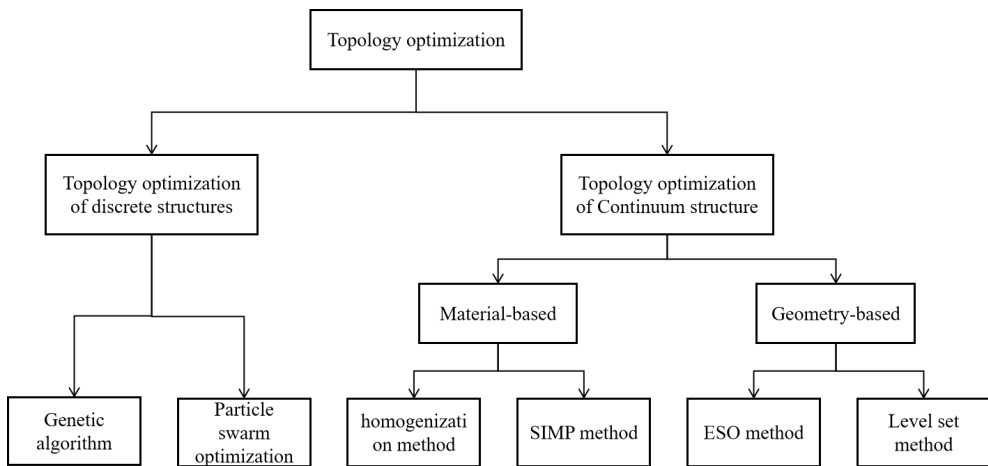 Topology optimization
Topology optimization
of discrete structures
Topology optimization
of Continuum structure
Material-based
Geometry-based
Genetic
algorithm
Particle
swarm
optimization
homogenizati
on method
SIMP method
ESO method
Level set
method